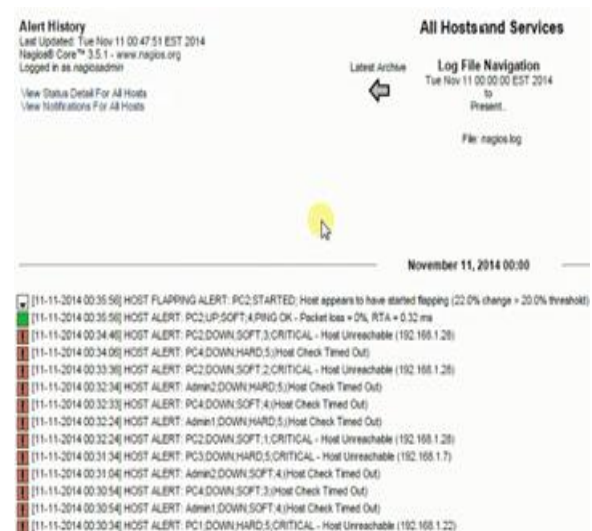 Alert History
Last Updated: Tue Nov 11 00:47:51 EST 2014
Nagios® Core™ 3.5.1 - www.nagios.org
Logged in as nagiosadmin
View Status Detail For All Hosts
View Notifications For All Hosts
All Hosts and Services
Latest Archive
Log File Navigation
Tue Nov 11 00:00:00 EST 2014
to
Present..
File: nagios.log
November 11, 2014 00:00
[11-11-2014 00:35:56] HOST FLAPPING ALERT: PC2;STARTED; Host appears to have started flapping (22.0% change > 20.0% threshold)
[11-11-2014 00:35:56] HOST ALERT: PC2;UP;SOFT;4;PING OK - Packet loss = 0%, RTA = 0.32 ms
[11-11-2014 00:34:46] HOST ALERT: PC2;DOWN;SOFT;3;CRITICAL - Host Unreachable (192.168.1.28)
[11-11-2014 00:34:06] HOST ALERT: PC4;DOWN;HARD;5;(Host Check Timed Out)
[11-11-2014 00:33:36] HOST ALERT: PC2;DOWN;SOFT;2;CRITICAL - Host Unreachable (192.168.1.28)
[11-11-2014 00:32:34] HOST ALERT: Admin2;DOWN;HARD;5;(Host Check Timed Out)
[11-11-2014 00:32:33] HOST ALERT: PC4;DOWN;SOFT;4;(Host Check Timed Out)
[11-11-2014 00:32:24] HOST ALERT: Admin1;DOWN;HARD;5;(Host Check Timed Out)
[11-11-2014 00:32:24] HOST ALERT: PC2;DOWN;SOFT;1;CRITICAL - Host Unreachable (192.168.1.28)
[11-11-2014 00:31:34] HOST ALERT: PC3;DOWN;HARD;5;CRITICAL - Host Unreachable (192.168.1.7)
[11-11-2014 00:31:04] HOST ALERT: Admin2;DOWN;SOFT;4;(Host Check Timed Out)
[11-11-2014 00:30:54] HOST ALERT: PC4;DOWN;SOFT;3;(Host Check Timed Out)
[11-11-2014 00:30:54] HOST ALERT: Admin1;DOWN;SOFT;4;(Host Check Timed Out)
[11-11-2014 00:30:34] HOST ALERT: PC1;DOWN;HARD;5;CRITICAL - Host Unreachable (192.168.1.22)